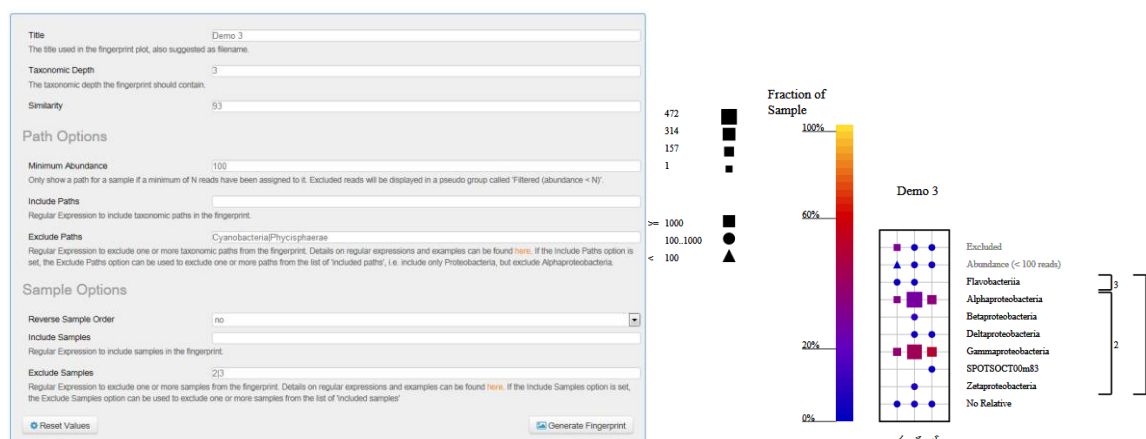 Title
Demo 3
The title used in the fingerprint plot, also suggested as filename.
Taxonomic Depth
3
The taxonomic depth the fingerprint should contain.
Similarity
93
Path Options
Minimum Abundance
100
Only show a path for a sample if a minimum of N reads have been assigned to it. Excluded reads will be displayed in a pseudo group called 'Filtered (abundance < N)'.
Include Paths
Regular Expression to include taxonomic paths in the fingerprint.
Exclude Paths
Cyanobacteria|Phycisphaerae
Regular Expression to exclude one or more taxonomic paths from the fingerprint. Details on regular expressions and examples can be found here. If the Include Paths option is
set, the Exclude Paths option can be used to exclude one or more paths from the list of 'included paths', i.e. include only Proteobacteria, but exclude Alphaproteobacteria.
Sample Options
Reverse Sample Order
no
Include Samples
Regular Expression to include samples in the fingerprint.
Exclude Samples
2|3
Regular Expression to exclude one or more samples from the fingerprint. Details on regular expressions and examples can be found here. If the Include Samples option is set,
the Exclude Samples option can be used to exclude one or more samples from the list of 'included samples'
Reset Values
Generate Fingerprint
472
314
157
1
>= 1000
100..1000
< 100
Fraction of
Sample
100%
60%
20%
0%
Demo 3
Excluded
Abundance (< 100 reads)
Flavobacteriia
Alphaproteobacteria
Betaproteobacteria
Deltaproteobacteria
Gammaproteobacteria
SPOTSOCT00m83
Zetaproteobacteria
No Relative
3
2